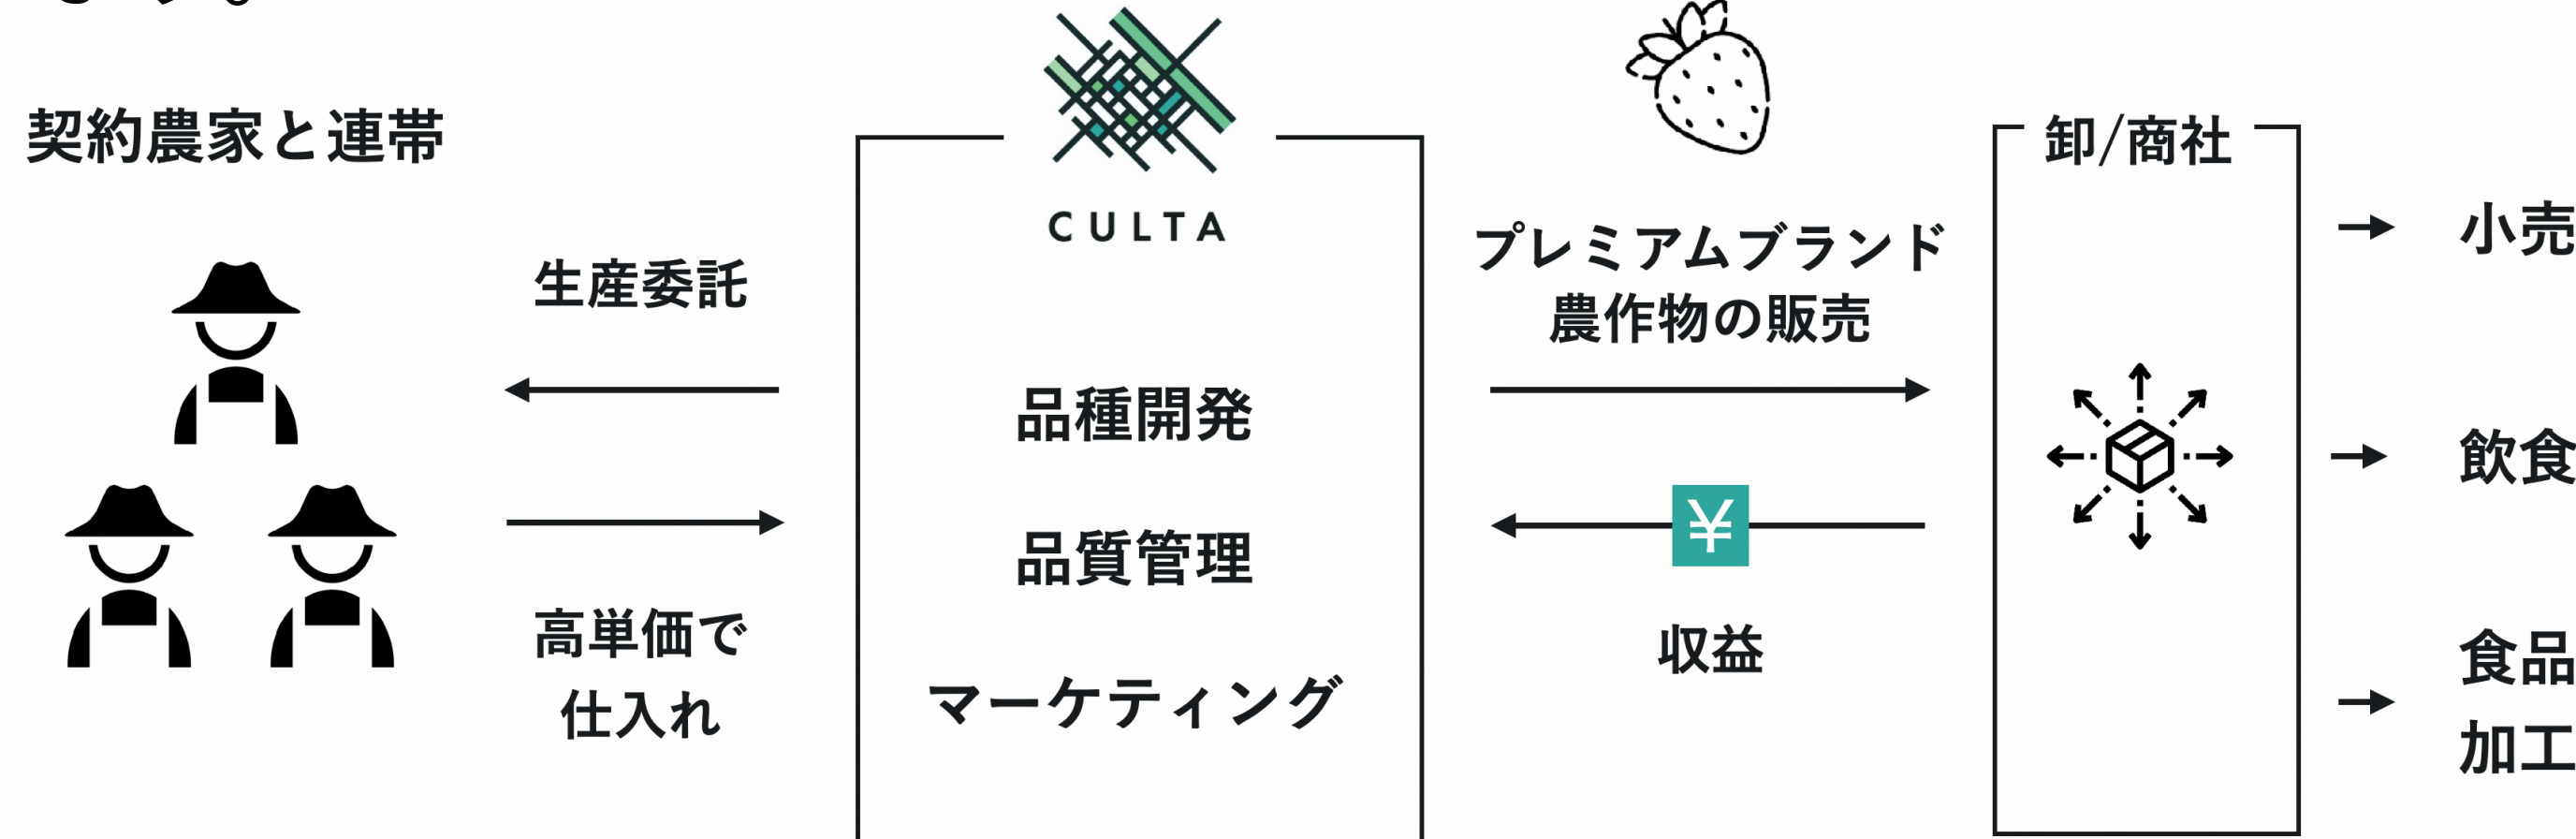 契約農家と連帯
生産委託
高単価で
仕入れ
CULTA
品種開発
品質管理
マーケティング
プレミアムブランド
農作物の販売
¥
収益
卸/商社
小売
飲食
食品
加工